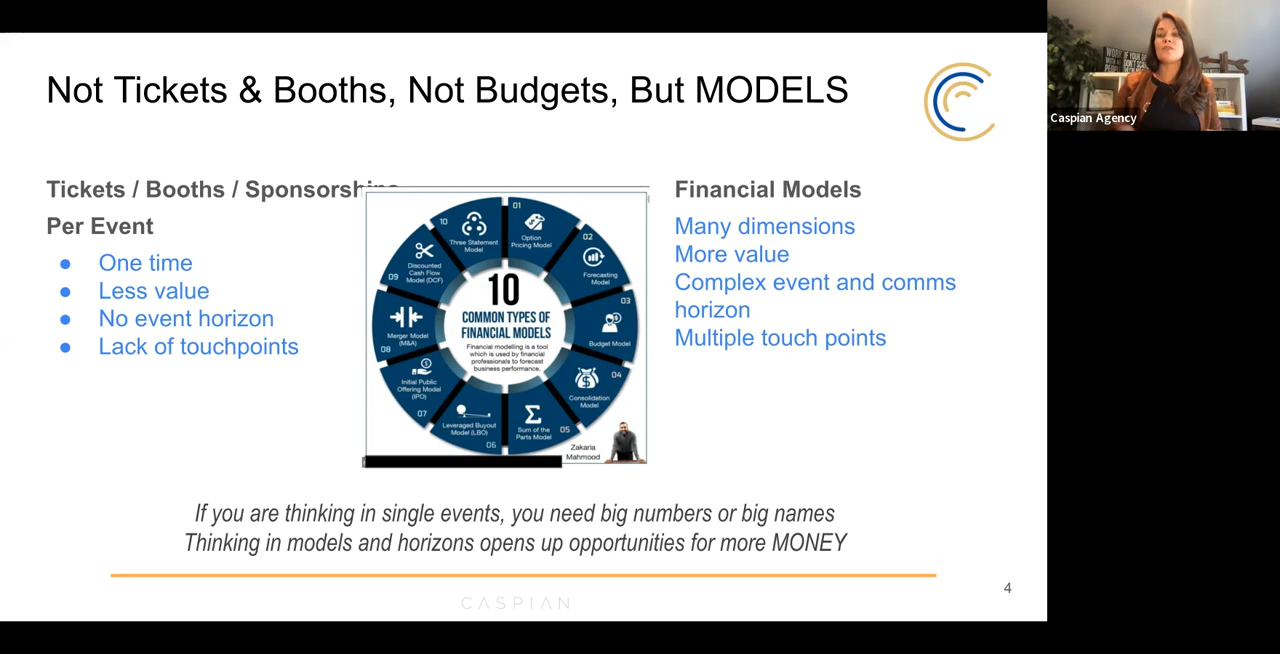 Not Tickets & Booths, Not Budgets, But MODELS
Tickets / Booths / Sponsorships
Per Event
● One time
● Less value
● No event horizon
● Lack of touchpoints
01
Option
Pricing Model
02
Forecasting
Model
03
Budget Model
04
Consolidation
Model
05
Sum of the
Parts Model
06
Leveraged Buyout
Model (LBO)
07
Initial Public
Offering Model
(IPO)
08
Merger Model
(M&A)
09
Discounted
Cash Flow
Model (DCF)
10
Three Statement
Model
10
COMMON TYPES OF
FINANCIAL MODELS
Financial modelling is a tool
which is used by financial
professionals to forecast
business performance.
Zakaria
Mahmood
Financial Models
Many dimensions
More value
Complex event and comms
horizon
Multiple touch points
If you are thinking in single events, you need big numbers or big names
Thinking in models and horizons opens up opportunities for more MONEY
CASPIAN
4
Caspian Agency